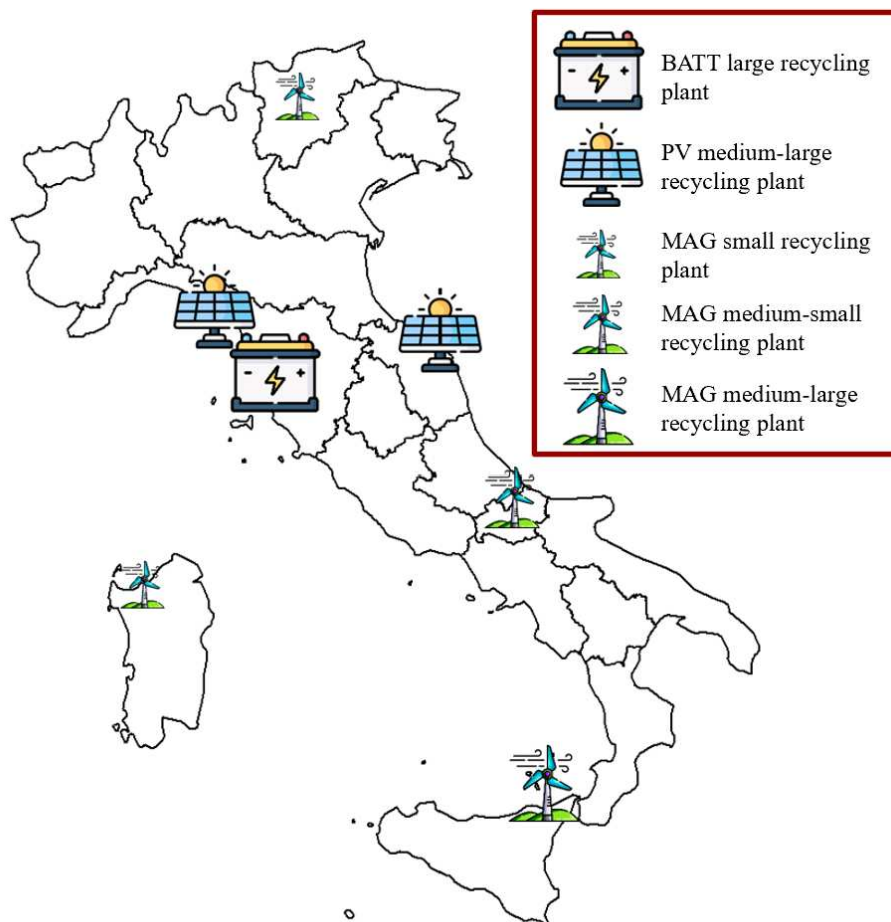 BATT large recycling
plant
PV medium-large
recycling plant
MAG small recycling
plant
MAG medium-small
recycling plant
MAG medium-large
recycling plant